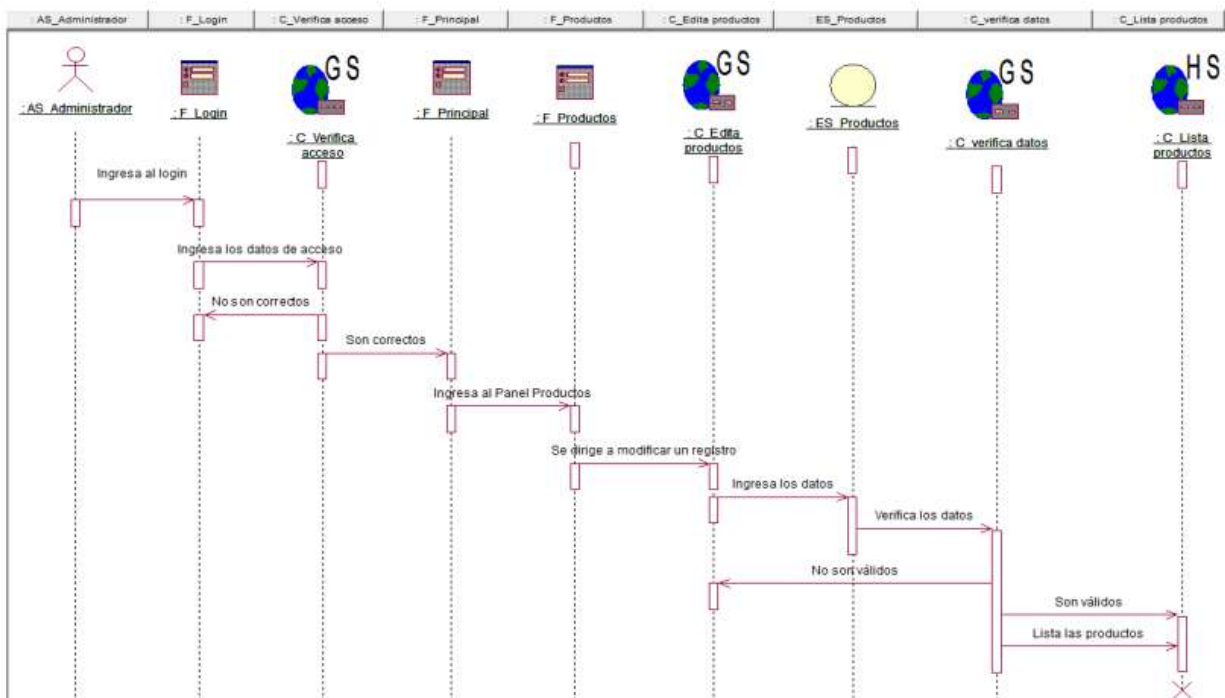 : AS_Administrador
: F_Login
: C_Verifica acceso
: F_Principal
: F_Productos
: C_Edita productos
: ES_Productos
: C_verifica datos
: C_Lista productos
GS
GS
GS
HS
: AS_Administrador
: F_Login
: C_Verifica
acceso
: F_Principal
: F_Productos
: C_Edita
productos
: ES_Productos
: C_verifica datos
: C_Lista
productos
Ingresa al login
Ingresa los datos de acceso
No son correctos
Son correctos
Ingresa al Panel Productos
Se dirige a modificar un registro
Ingresa los datos
Verifica los datos
No son válidos
Son válidos
Lista las productos